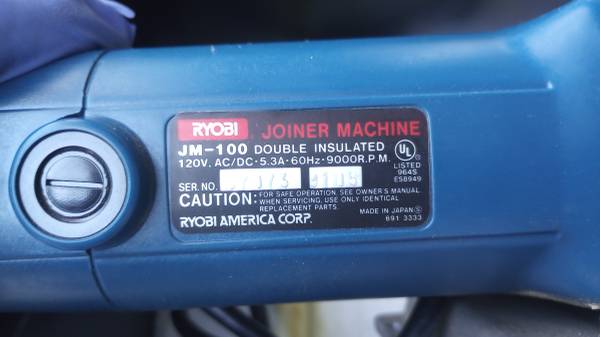 RYOBI JOINER MACHINE
JM-100 DOUBLE INSULATED
120V. AC/DC·5.3A·60Hz·9000R.P.M.
UL
LISTED
964S
E58949
SER. NO.
CAUTION: •FOR SAFE OPERATION, SEE OWNER'S MANUAL.
•WHEN SERVICING, USE ONLY IDENTICAL
REPLACEMENT PARTS.
RYOBI AMERICA CORP.
MADE IN JAPAN Ⓢ
691 3333